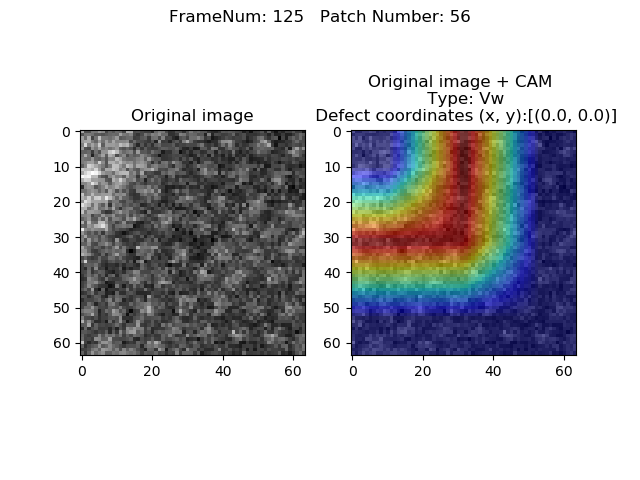 FrameNum: 125   Patch Number: 56
Original image
0
10
20
30
40
50
60
0 20 40 60
Original image + CAM
Type: Vw
Defect coordinates (x, y):[(0.0, 0.0)]
0
10
20
30
40
50
60
0 20 40 60